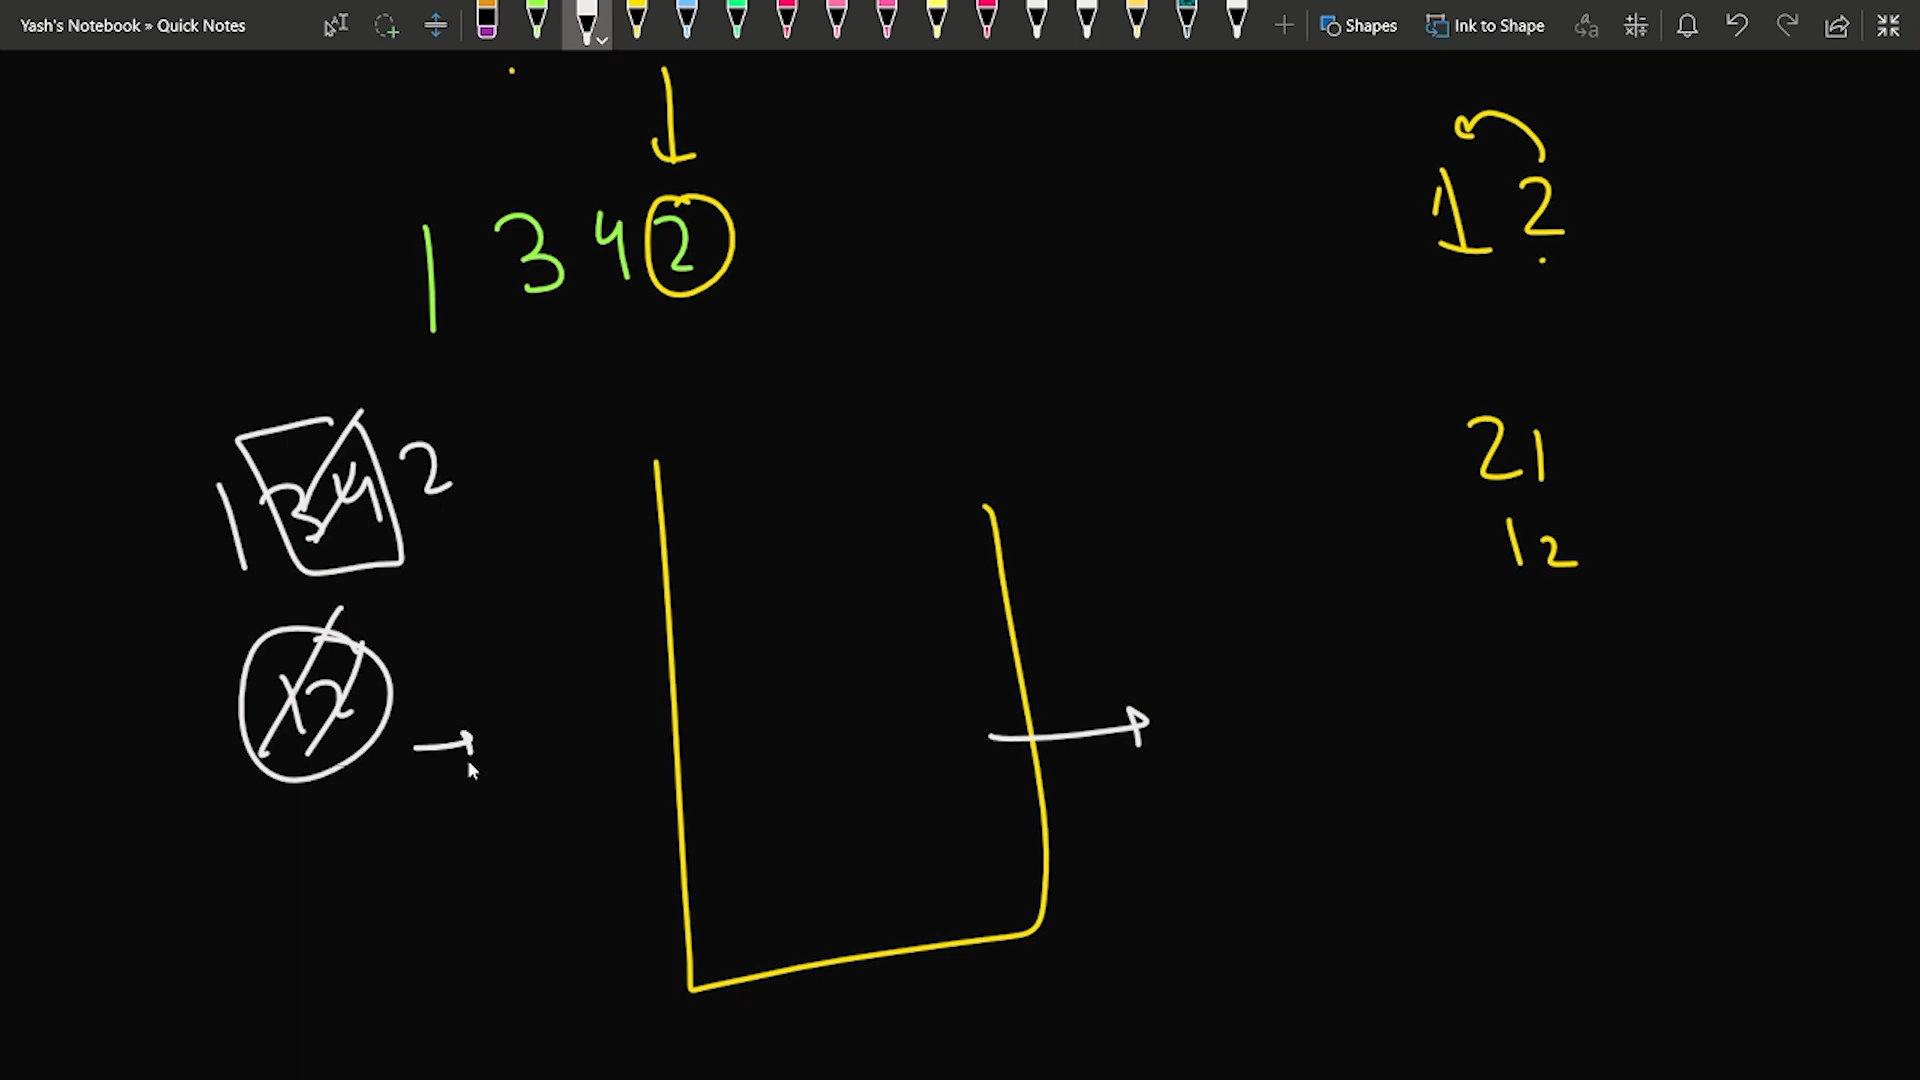 Yash's Notebook » Quick Notes
Shapes
Ink to Shape
1 3 4 2
1 2
1 3 4 2
2 1
1 2
1 2